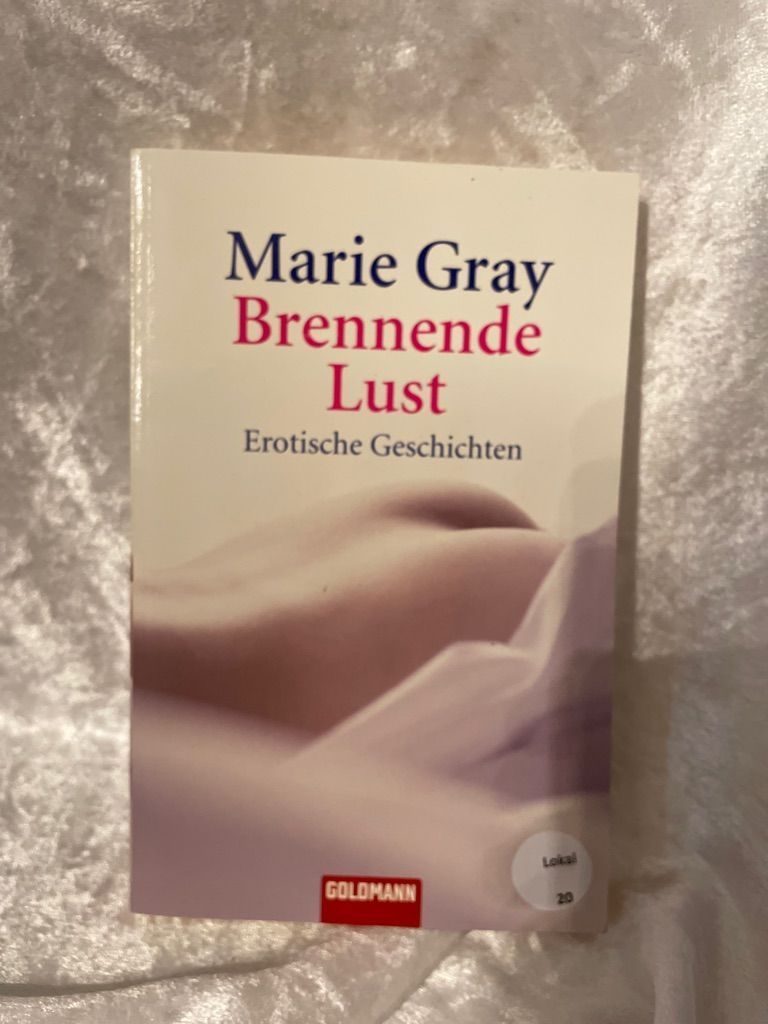 Marie Gray
Brennende
Lust
Erotische Geschichten
GOLDMANN
Lokal
20